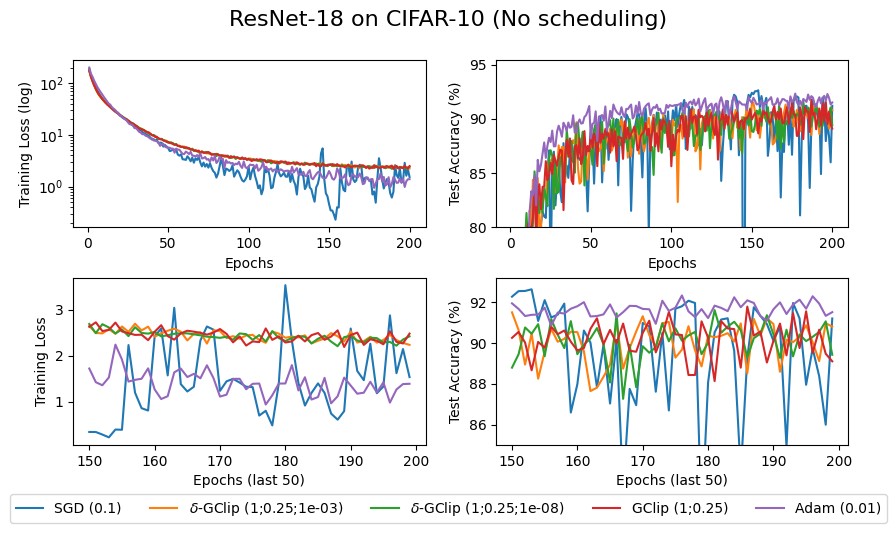 ResNet-18 on CIFAR-10 (No scheduling)
Training Loss (log)
10²
10¹
10⁰
0 50 100 150 200
Epochs
Test Accuracy (%)
95
90
85
80
0 50 100 150 200
Epochs
Training Loss
3
2
1
150 160 170 180 190 200
Epochs (last 50)
Test Accuracy (%)
92
90
88
86
150 160 170 180 190 200
Epochs (last 50)
SGD (0.1) δ-GClip (1;0.25;1e-03) δ-GClip (1;0.25;1e-08) GClip (1;0.25) Adam (0.01)